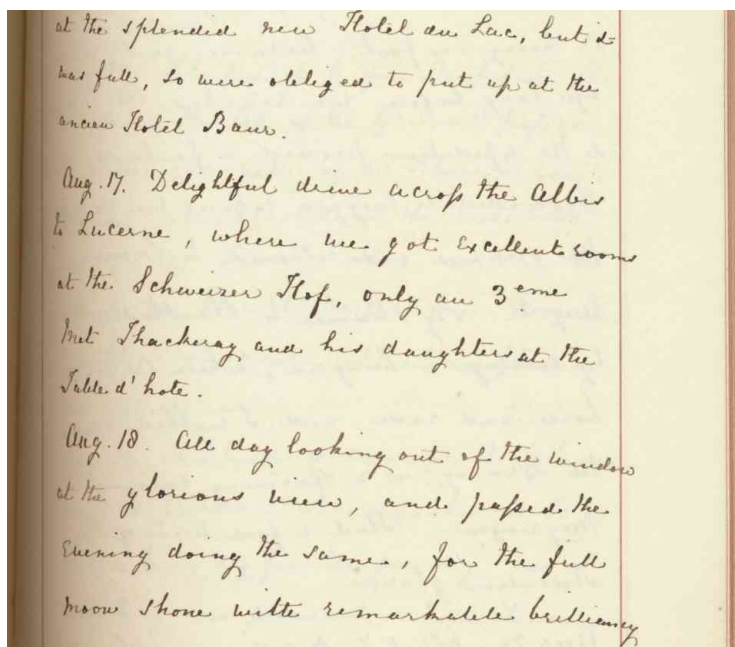 at the splendid new Hotel du Lac, but it
was full, so were obliged to put up at the
ancien Hotel Baur.
Aug. 17. Delightful drive across the Albis
to Lucerne, where we got excellent rooms
at the Schweizer Hof, only au 3eme
Met Thackeray and his daughters at the
Table d'hote.
Aug. 18. All day looking out of the window
at the glorious view, and passed the
evening doing the same, for the full
moon shone with remarkable brilliancy